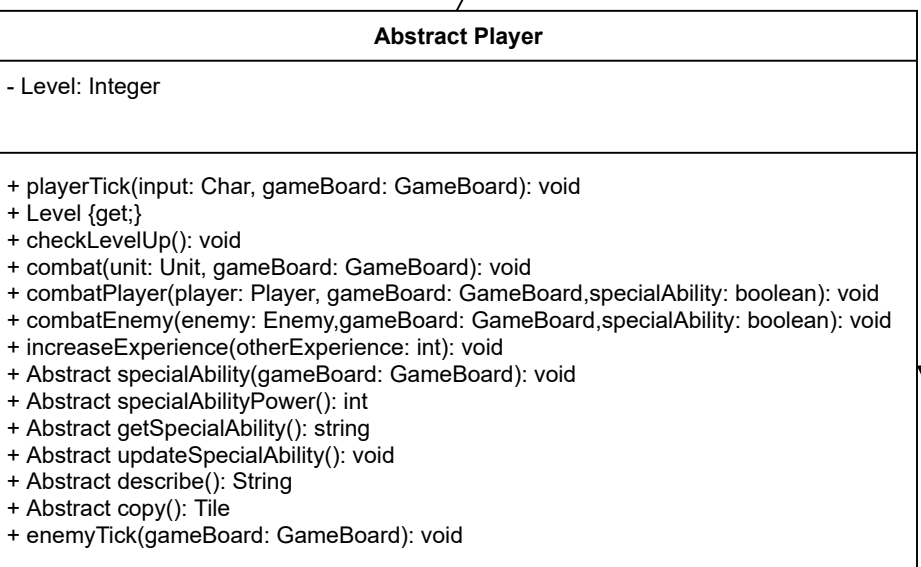 Abstract Player
- Level: Integer
+ playerTick(input: Char, gameBoard: GameBoard): void
+ Level {get;}
+ checkLevelUp(): void
+ combat(unit: Unit, gameBoard: GameBoard): void
+ combatPlayer(player: Player, gameBoard: GameBoard,specialAbility: boolean): void
+ combatEnemy(enemy: Enemy,gameBoard: GameBoard,specialAbility: boolean): void
+ increaseExperience(otherExperience: int): void
+ Abstract specialAbility(gameBoard: GameBoard): void
+ Abstract specialAbilityPower(): int
+ Abstract getSpecialAbility(): string
+ Abstract updateSpecialAbility(): void
+ Abstract describe(): String
+ Abstract copy(): Tile
+ enemyTick(gameBoard: GameBoard): void